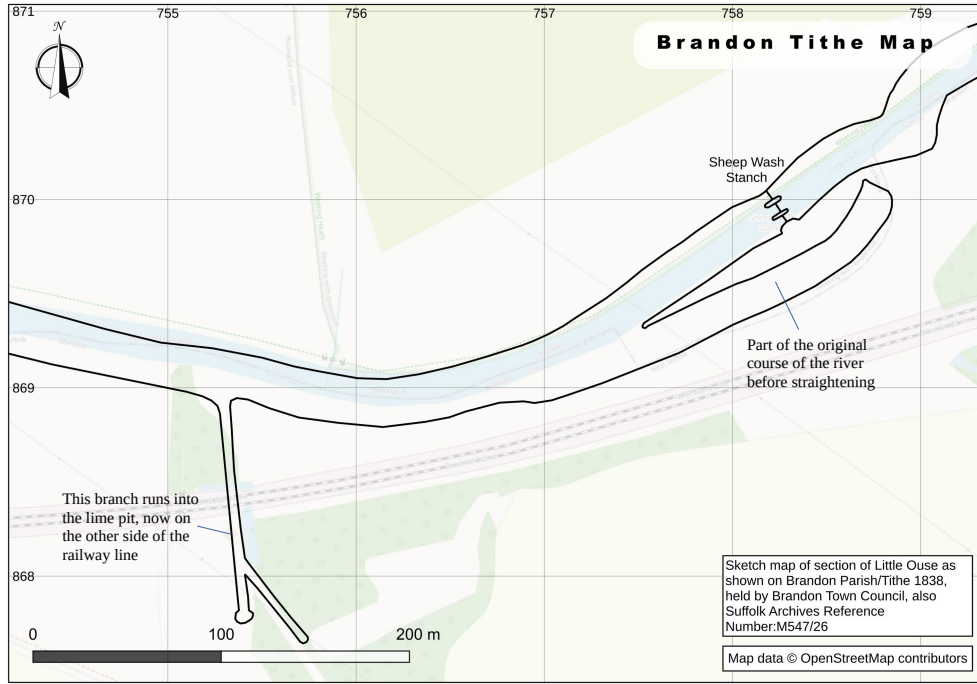 871
755
756
757
758
759
N
Brandon Tithe Map
Sheep Wash
Stanch
870
Part of the original
course of the river
before straightening
869
This branch runs into
the lime pit, now on
the other side of the
railway line
868
0 100 200 m
Sketch map of section of Little Ouse as
shown on Brandon Parish/Tithe 1838,
held by Brandon Town Council, also
Suffolk Archives Reference
Number:M547/26
Map data © OpenStreetMap contributors